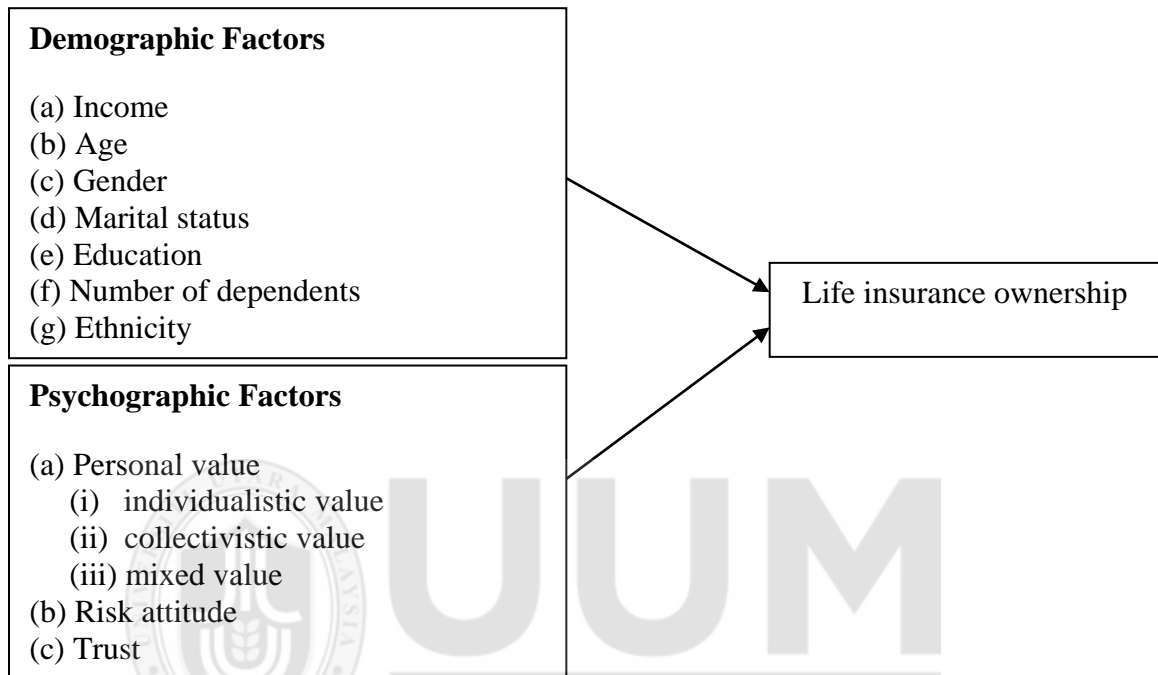 Demographic Factors
(a) Income
(b) Age
(c) Gender
(d) Marital status
(e) Education
(f) Number of dependents
(g) Ethnicity
Life insurance ownership
Psychographic Factors
(a) Personal value
(i) individualistic value
(ii) collectivistic value
(iii) mixed value
(b) Risk attitude
(c) Trust
UUM